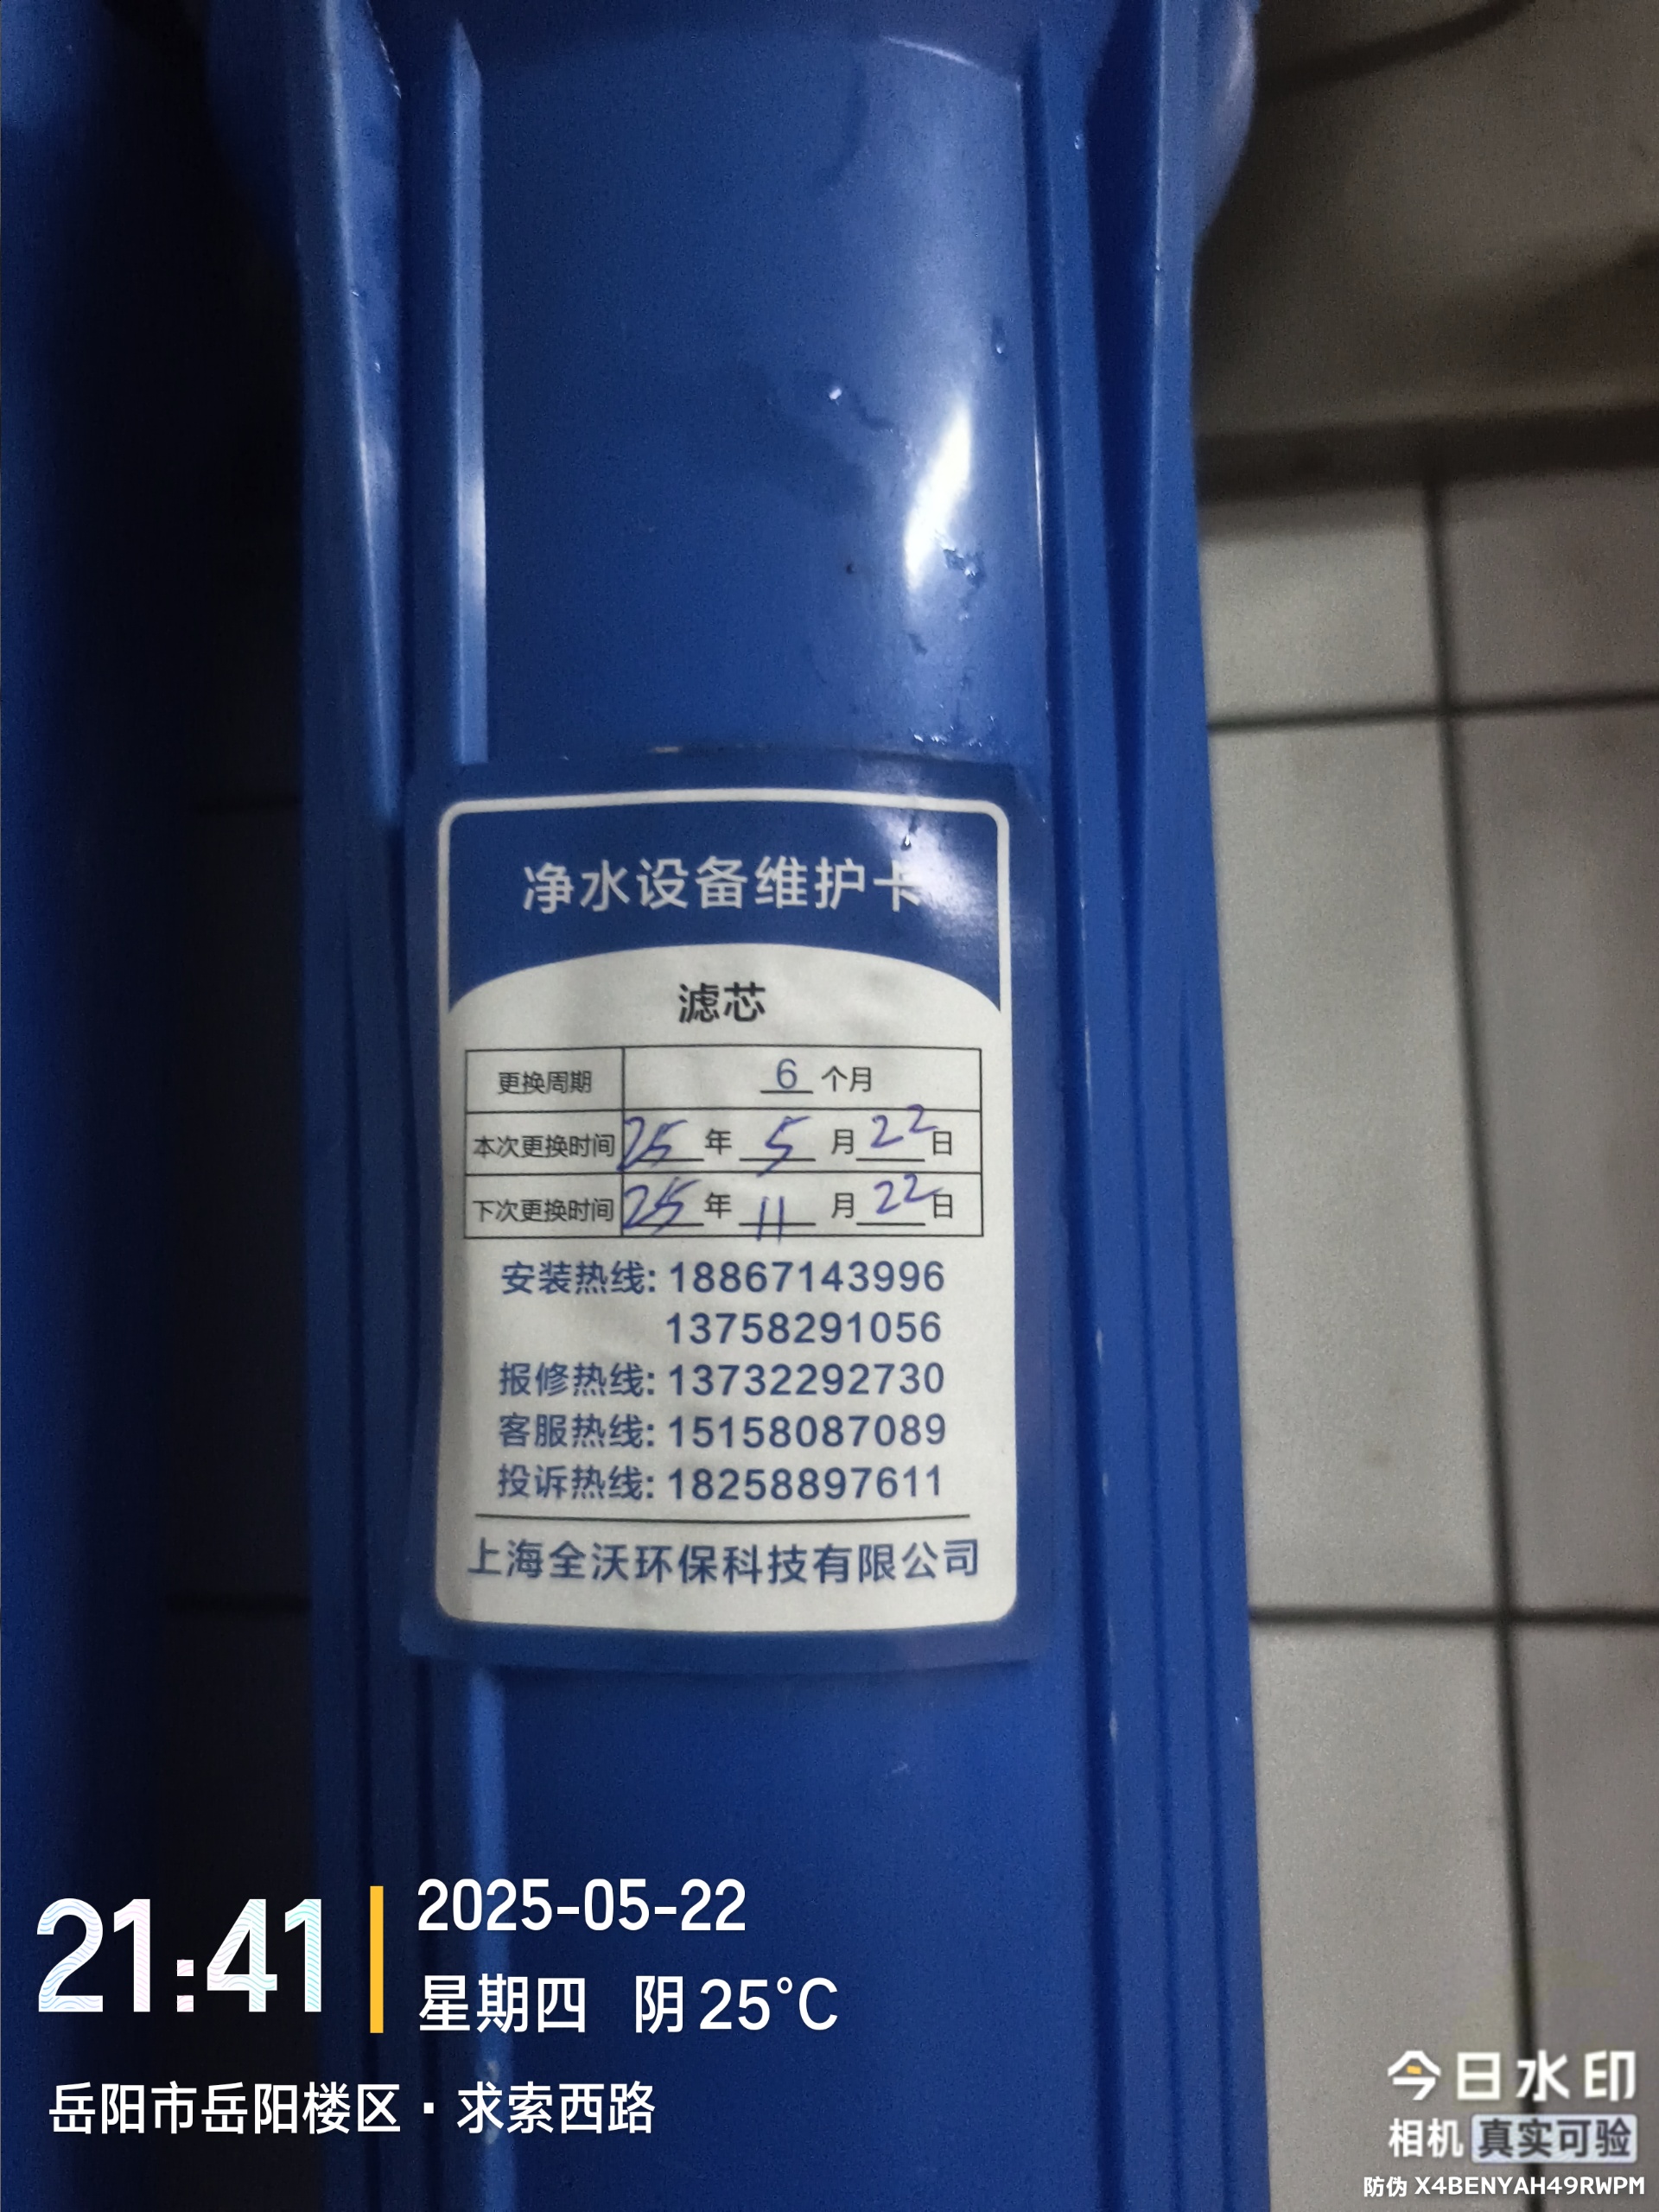 净水设备维护卡
滤芯
更换周期 6 个月
本次更换时间 25 年 5 月 22 日
下次更换时间 25 年 11 月 22 日
安装热线: 18867143996
13758291056
报修热线: 13732292730
客服热线: 15158087089
投诉热线: 18258897611
上海全沃环保科技有限公司
21:41
2025-05-22
星期四 阴 25°C
岳阳市岳阳楼区·求索西路
今日水印
相机 真实可验
防伪 X4BENYAH49RWPM